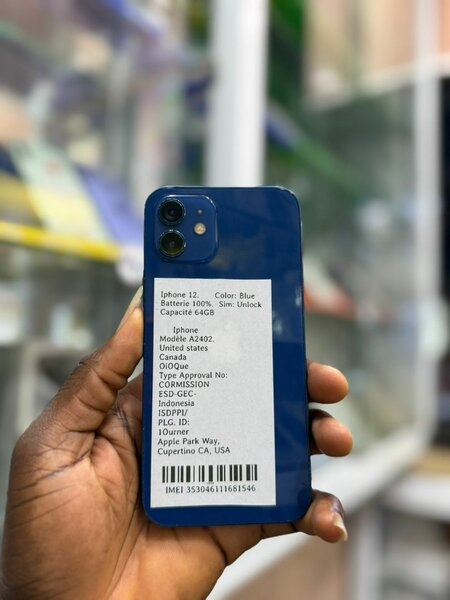 Iphone 12. Color: Blue
Batterie 100%. Sim: Unlock
Capacité 64GB
Iphone
Modèle A2402.
United states
Canada
OiOQue
Type Approval No:
CORMISSION
ESD-GEC-
Indonesia
ISDPPI/
PLG. ID:
1Ourner
Apple Park Way,
Cupertino CA, USA
IMEI 353046111681546